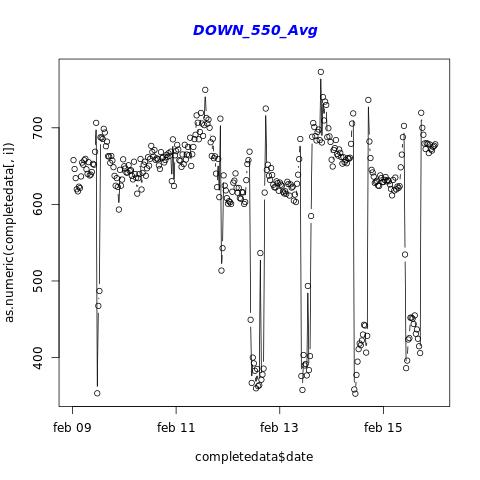 DOWN_550_Avg
as.numeric(completedata[, i])
700
600
500
400
feb 09 feb 11 feb 13 feb 15
completedata$date